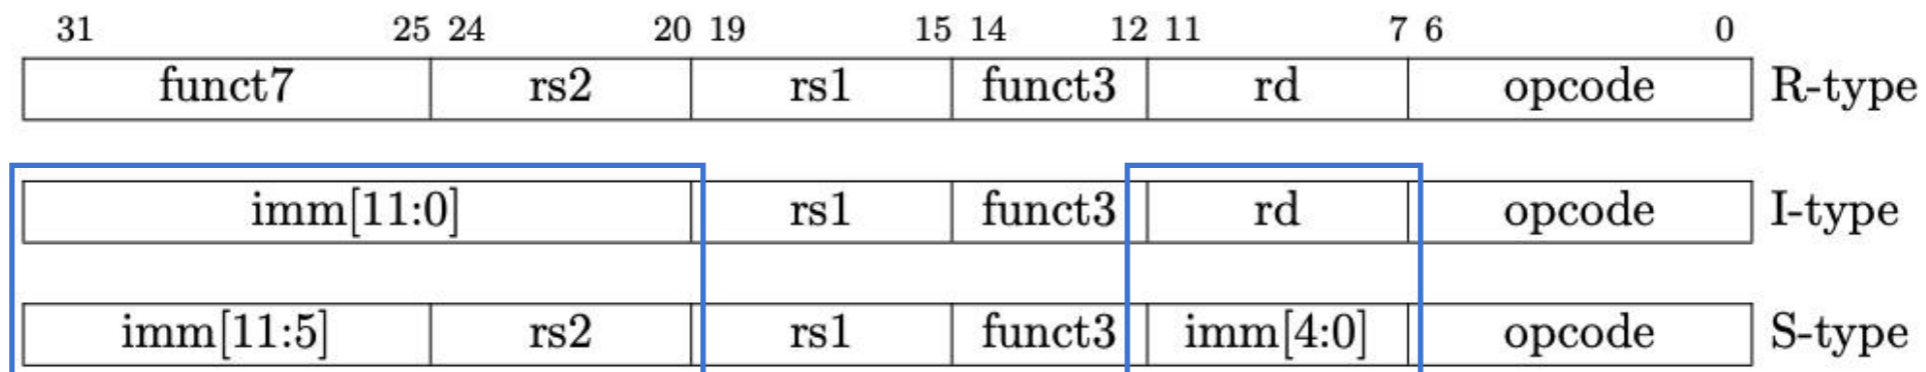 31 25 24 20 19 15 14 12 11 7 6 0
funct7 rs2 rs1 funct3 rd opcode R-type
imm[11:0] rs1 funct3 rd opcode I-type
imm[11:5] rs2 rs1 funct3 imm[4:0] opcode S-type